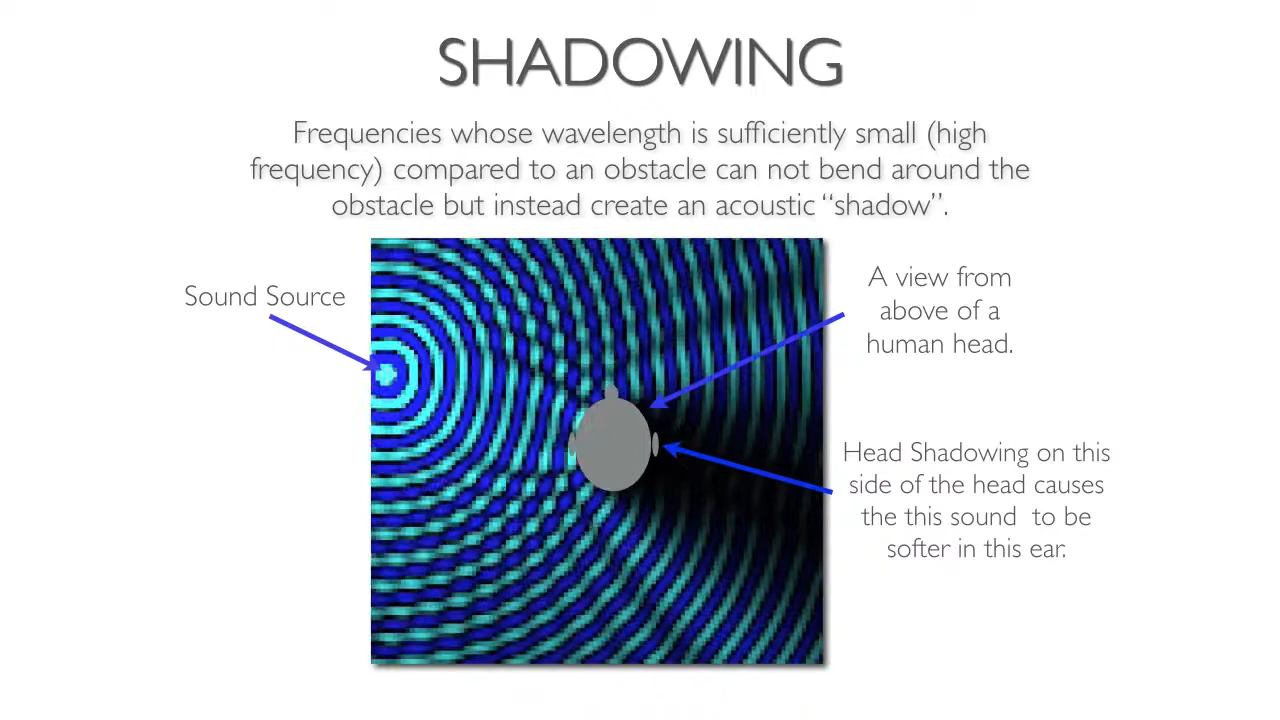 SHADOWING
Frequencies whose wavelength is sufficiently small (high
frequency) compared to an obstacle can not bend around the
obstacle but instead create an acoustic “shadow”.
Sound Source
A view from
above of a
human head.
Head Shadowing on this
side of the head causes
the this sound to be
softer in this ear.